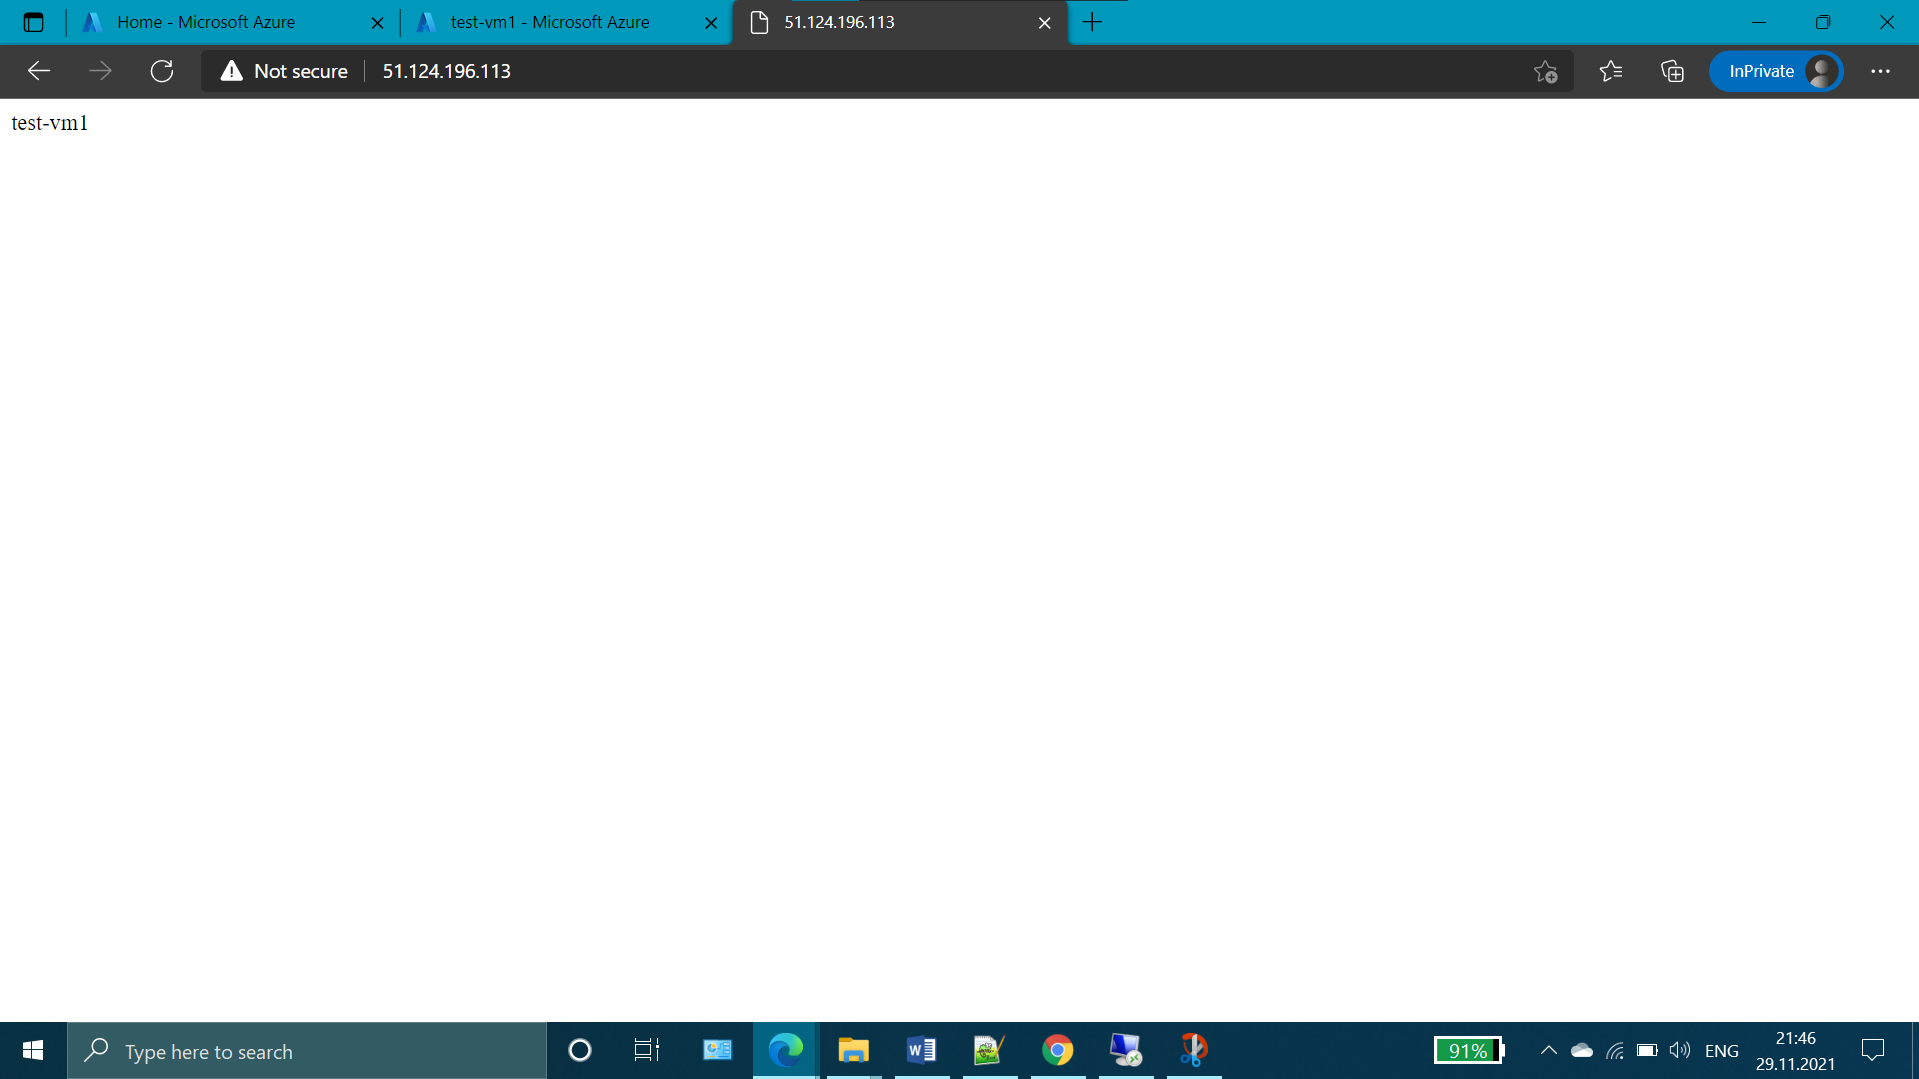 Home - Microsoft Azure
test-vm1 - Microsoft Azure
51.124.196.113
Not secure
51.124.196.113
InPrivate
test-vm1
Type here to search
91%
ENG
21:46
29.11.2021